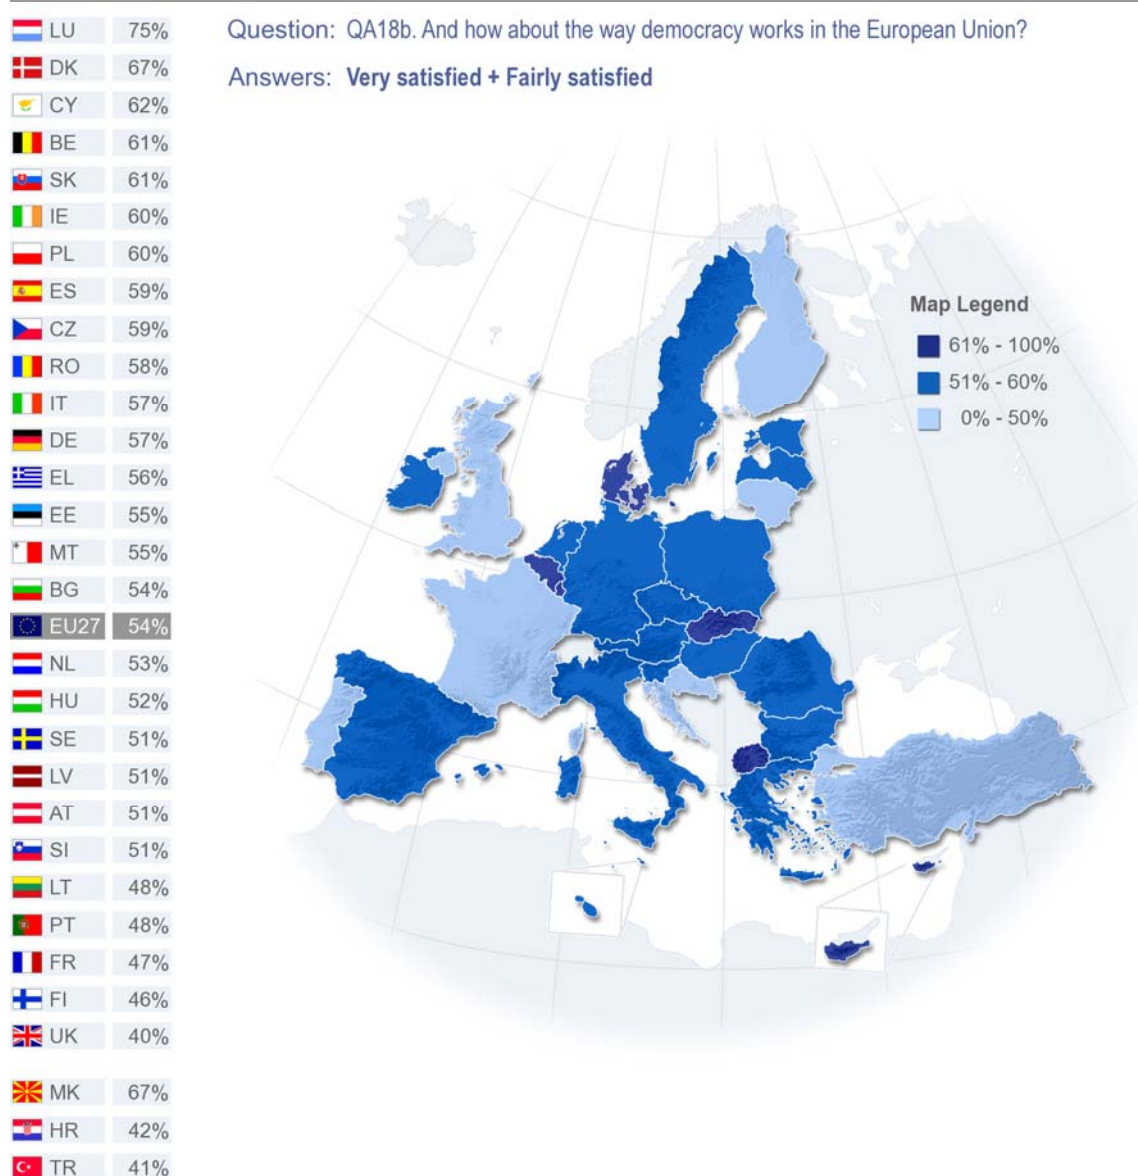 Question: QA18b. And how about the way democracy works in the European Union?
Answers: Very satisfied + Fairly satisfied
LU 75%
DK 67%
CY 62%
BE 61%
SK 61%
IE 60%
PL 60%
ES 59%
CZ 59%
RO 58%
IT 57%
DE 57%
EL 56%
EE 55%
MT 55%
BG 54%
EU27 54%
NL 53%
HU 52%
SE 51%
LV 51%
AT 51%
SI 51%
LT 48%
PT 48%
FR 47%
FI 46%
UK 40%
MK 67%
HR 42%
TR 41%
Map Legend
61% - 100%
51% - 60%
0% - 50%